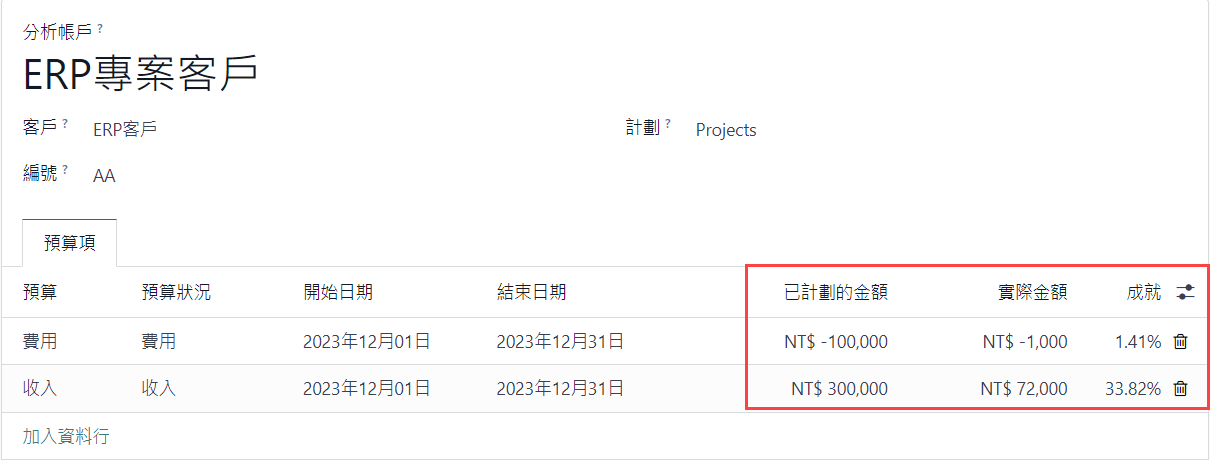 分析帳戶 ?
ERP專案客戶
客戶 ? ERP客戶 計劃 ? Projects
編號 ? AA
預算項
預算 預算狀況 開始日期 結束日期 已計劃的金額 實際金額 成就
費用 費用 2023年12月01日 2023年12月31日 NT$ -100,000 NT$ -1,000 1.41%
收入 收入 2023年12月01日 2023年12月31日 NT$ 300,000 NT$ 72,000 33.82%
加入資料行